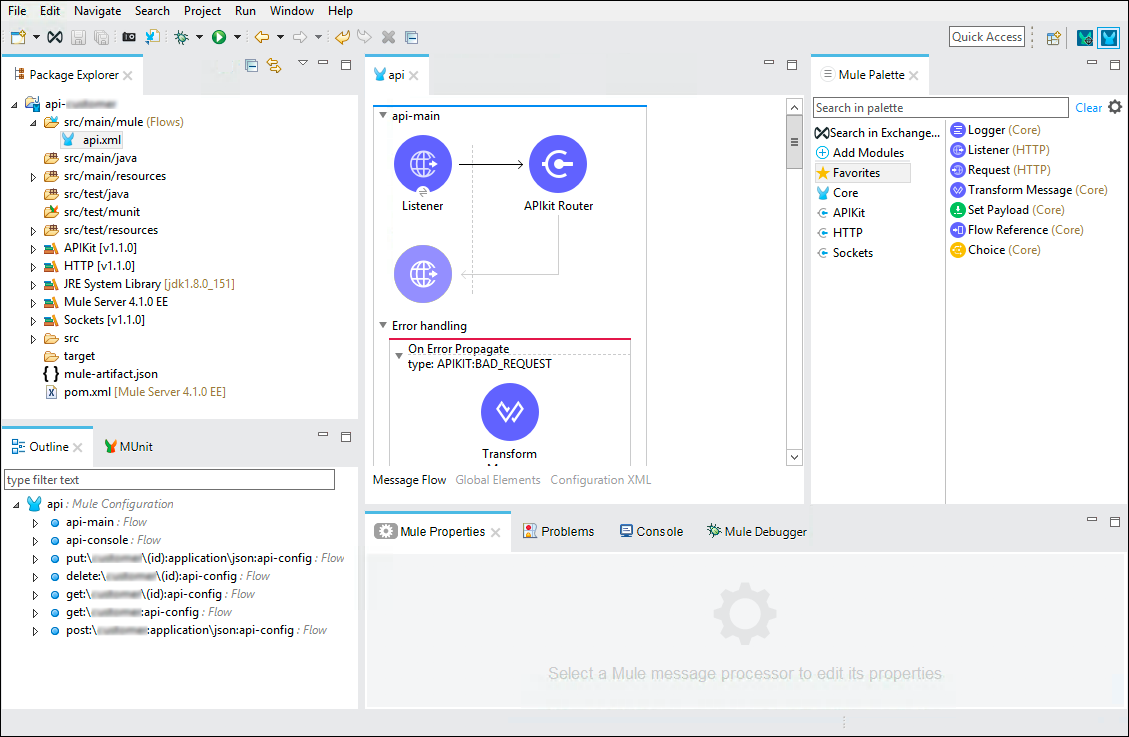 File Edit Navigate Search Project Run Window Help
Quick Access
Package Explorer
api-
src/main/mule (Flows)
api.xml
src/main/java
src/main/resources
src/test/java
src/test/munit
src/test/resources
APIKit [v1.1.0]
HTTP [v1.1.0]
JRE System Library [jdk1.8.0_151]
Mule Server 4.1.0 EE
Sockets [v1.1.0]
src
target
mule-artifact.json
pom.xml [Mule Server 4.1.0 EE]
Outline MUnit
type filter text
api : Mule Configuration
api-main : Flow
api-console : Flow
put:\ \(id):application\json:api-config : Flow
delete:\ \(id):api-config : Flow
get:\ \(id):api-config : Flow
get:\ :api-config : Flow
post:\ :application\json:api-config : Flow
api
api-main
Listener
APIkit Router
Error handling
On Error Propagate
type: APIKIT:BAD_REQUEST
Transform
Message Flow Global Elements Configuration XML
Mule Palette
Search in palette Clear
Search in Exchange...
Add Modules
Favorites
Core
APIKit
HTTP
Sockets
Logger (Core)
Listener (HTTP)
Request (HTTP)
Transform Message (Core)
Set Payload (Core)
Flow Reference (Core)
Choice (Core)
Mule Properties Problems Console Mule Debugger
Select a Mule message processor to edit its properties